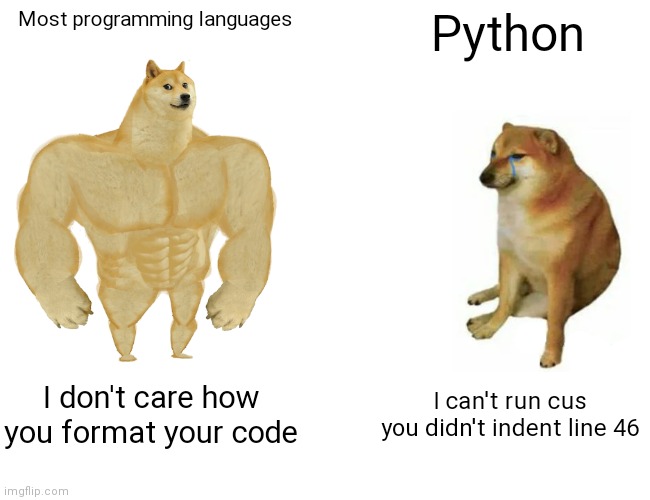 Most programming languages
Python
I don't care how
you format your code
I can't run cus
you didn't indent line 46
imgflip.com